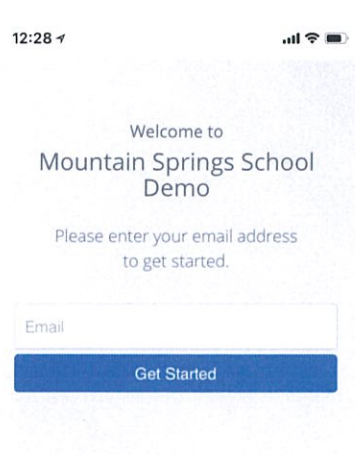 12:28
Welcome to
Mountain Springs School
Demo
Please enter your email address
to get started.
Email
Get Started